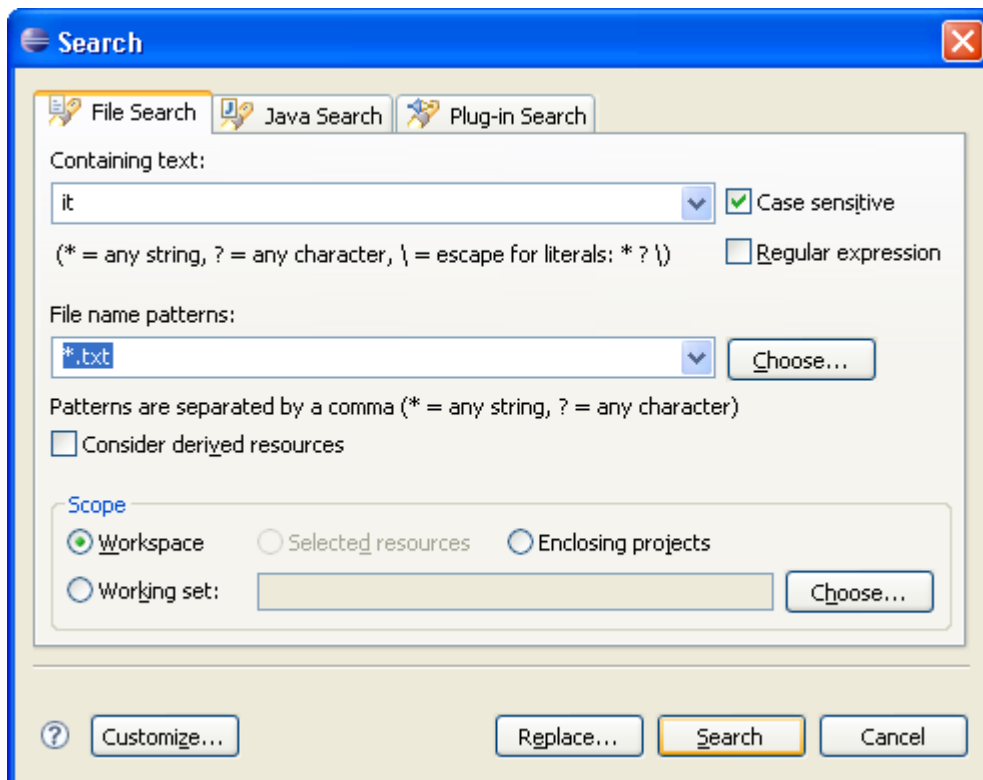 Search
File Search Java Search Plug-in Search
Containing text:
it Case sensitive
(* = any string, ? = any character, \ = escape for literals: * ? \) Regular expression
File name patterns:
*.txt Choose...
Patterns are separated by a comma (* = any string, ? = any character)
Consider derived resources
Scope
Workspace Selected resources Enclosing projects
Working set: Choose...
? Customize... Replace... Search Cancel